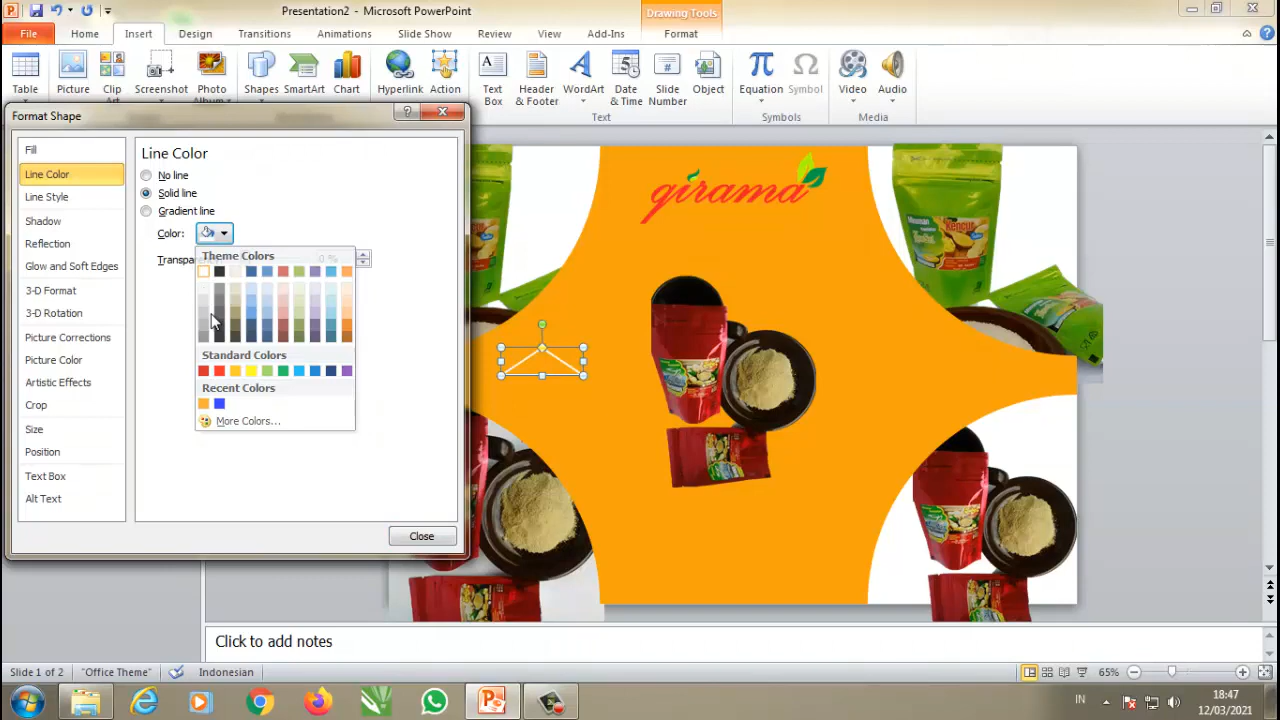 Presentation2 - Microsoft PowerPoint
Drawing Tools
File Home Insert Design Transitions Animations Slide Show Review View Add-Ins Format
Table
Picture
Clip Art
Screenshot
Photo Album
Shapes
SmartArt
Chart
Hyperlink
Action
Text Box
Header & Footer
WordArt
Date & Time
Slide Number
Object
Equation
Symbol
Video
Audio
Text
Symbols
Media
Format Shape
Fill
Line Color
Line Style
Shadow
Reflection
Glow and Soft Edges
3-D Format
3-D Rotation
Picture Corrections
Picture Color
Artistic Effects
Crop
Size
Position
Text Box
Alt Text
Line Color
No line
Solid line
Gradient line
Color:
Theme Colors
Standard Colors
Recent Colors
More Colors...
Close
girama
Kencur
Click to add notes
Slide 1 of 2
"Office Theme"
Indonesian
65%
IN
18:47
12/03/2021